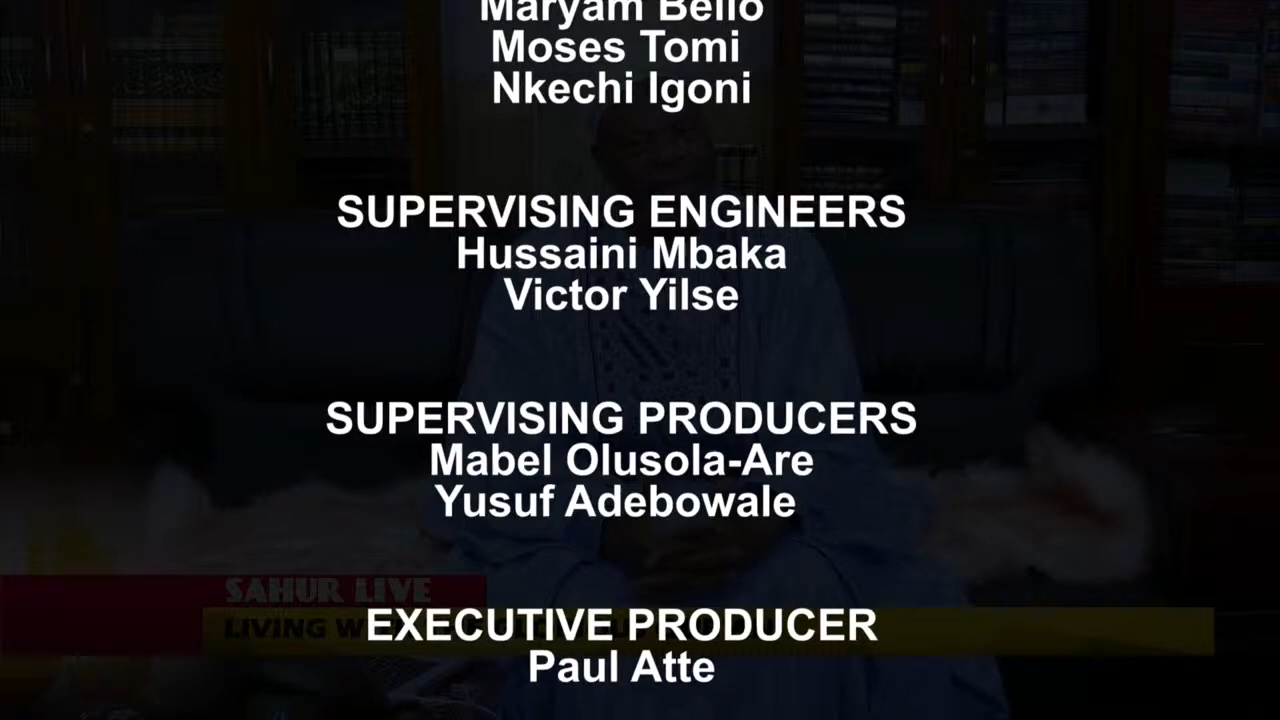 Maryam Bello
Moses Tomi
Nkechi Igoni
SUPERVISING ENGINEERS
Hussaini Mbaka
Victor Yilse
SUPERVISING PRODUCERS
Mabel Olusola-Are
Yusuf Adebowale
SAHUR LIVE
LIVING
EXECUTIVE PRODUCER
Paul Atte